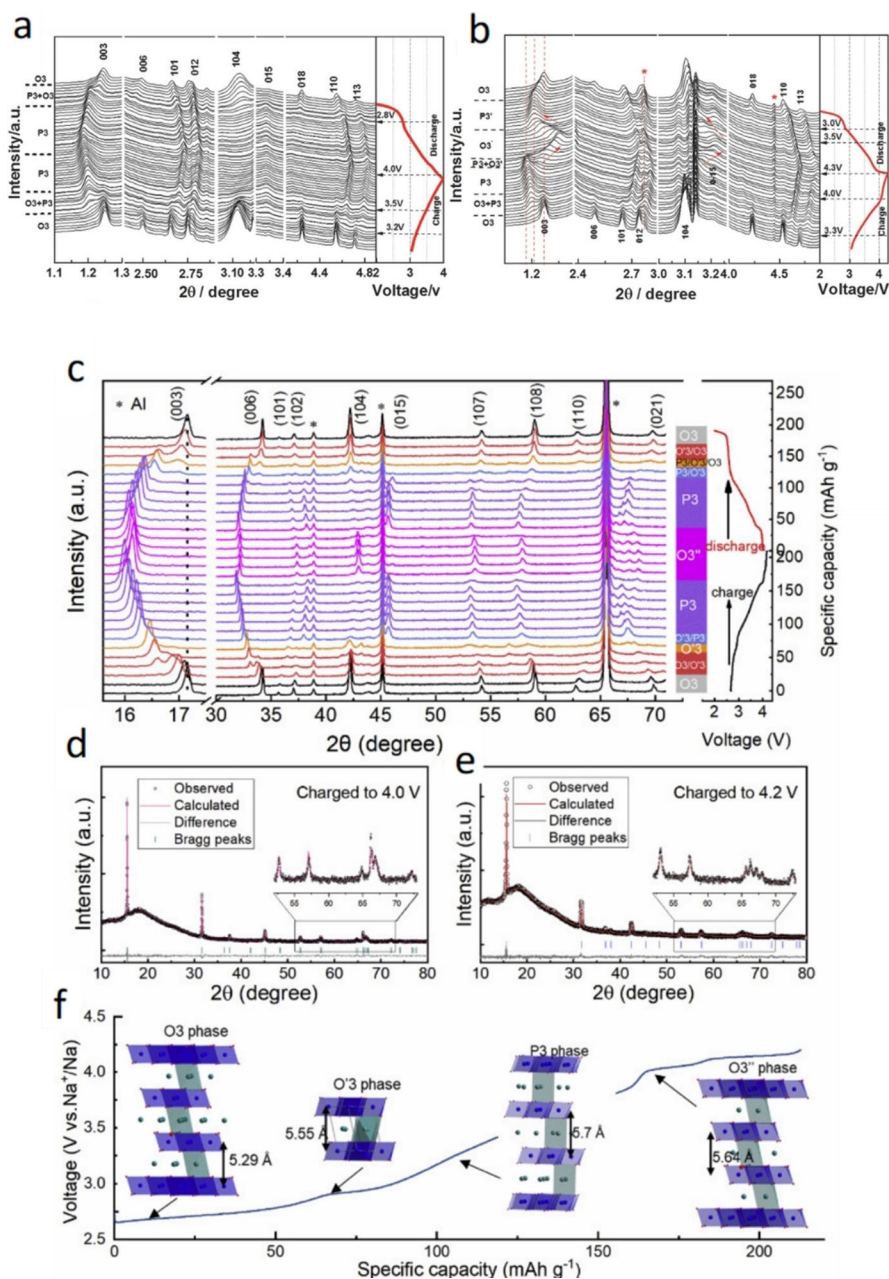 a
Intensity/a.u.
O3
P3+O3
P3
P3
O3+P3
O3
003
006
101
012
104
015
018
110
113
2.8V
Discharge
4.0V
3.5V
Charge
3.2V
1.1 1.2 1.3 2.50 2.75 3.10 3.3 3.4 4.4 4.82 3 4
2θ / degree
Voltage/v
b
Intensity/a.u.
O3
P3'
O3'
P3+O3'
P3
O3+P3
O3
003
006
101
012
104
015
018
110
113
*
*
3.0V
3.5V
Discharge
4.3V
4.0V
Charge
3.3V
1.2 2.4 2.7 3.0 3.1 3.2 4.0 4.5 2 3 4
2θ / degree
Voltage/V
c
* Al
(003)
(006)
(101)
(102)
*
(104)
*
(015)
(107)
(108)
(110)
*
(021)
Intensity (a.u.)
O3
O'3/O3
P3/O'3/O3
P3/O'3
P3
O3"
P3
O'3/P3
O'3
O3/O'3
O3
discharge
charge
250
200
150
100
50
0
200
150
100
50
0
Specific capacity (mAh g⁻¹)
16 17 30 34 40 45 50 55 60 65 70
2θ (degree)
2 3 4
Voltage (V)
d
Observed
Calculated
Difference
Bragg peaks
Charged to 4.0 V
55 60 65 70
Intensity (a.u.)
10 20 30 40 50 60 70 80
2θ (degree)
e
Observed
Calculated
Difference
Bragg peaks
Charged to 4.2 V
55 60 65 70
Intensity (a.u.)
10 20 30 40 50 60 70 80
2θ (degree)
f
Voltage (V vs.Na⁺/Na)
4.5
4.0
3.5
3.0
2.5
O3 phase
5.29 Å
O'3 phase
5.55 Å
P3 phase
5.7 Å
O3" phase
5.64 Å
0 25 50 75 100 125 150 175 200
Specific capacity (mAh g⁻¹)